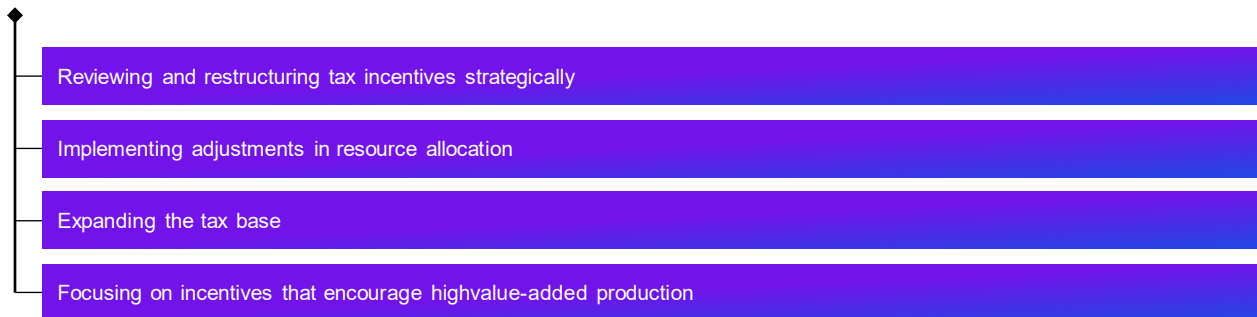 Reviewing and restructuring tax incentives strategically
Implementing adjustments in resource allocation
Expanding the tax base
Focusing on incentives that encourage highvalue-added production